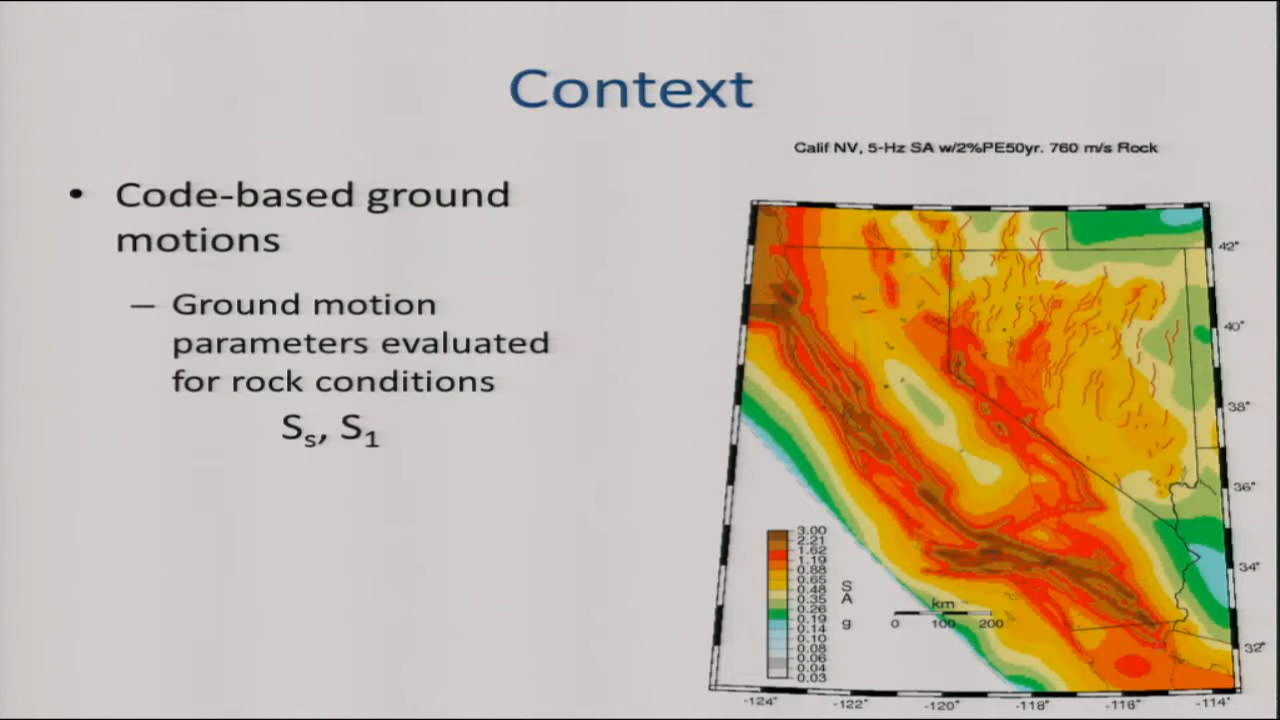 Context
• Code-based ground
motions
– Ground motion
parameters evaluated
for rock conditions
Ss, S1
Calif NV, 5-Hz SA w/2%PE50yr. 760 m/s Rock
42°
40°
38°
36°
34°
32°
3.00
2.21
1.62
1.19
0.88
0.65
0.48
0.35
0.26
0.19
0.14
0.10
0.08
0.06
0.04
0.03
S
A
g
km
0 100 200
-124° -122° -120° -118° -116° -114°